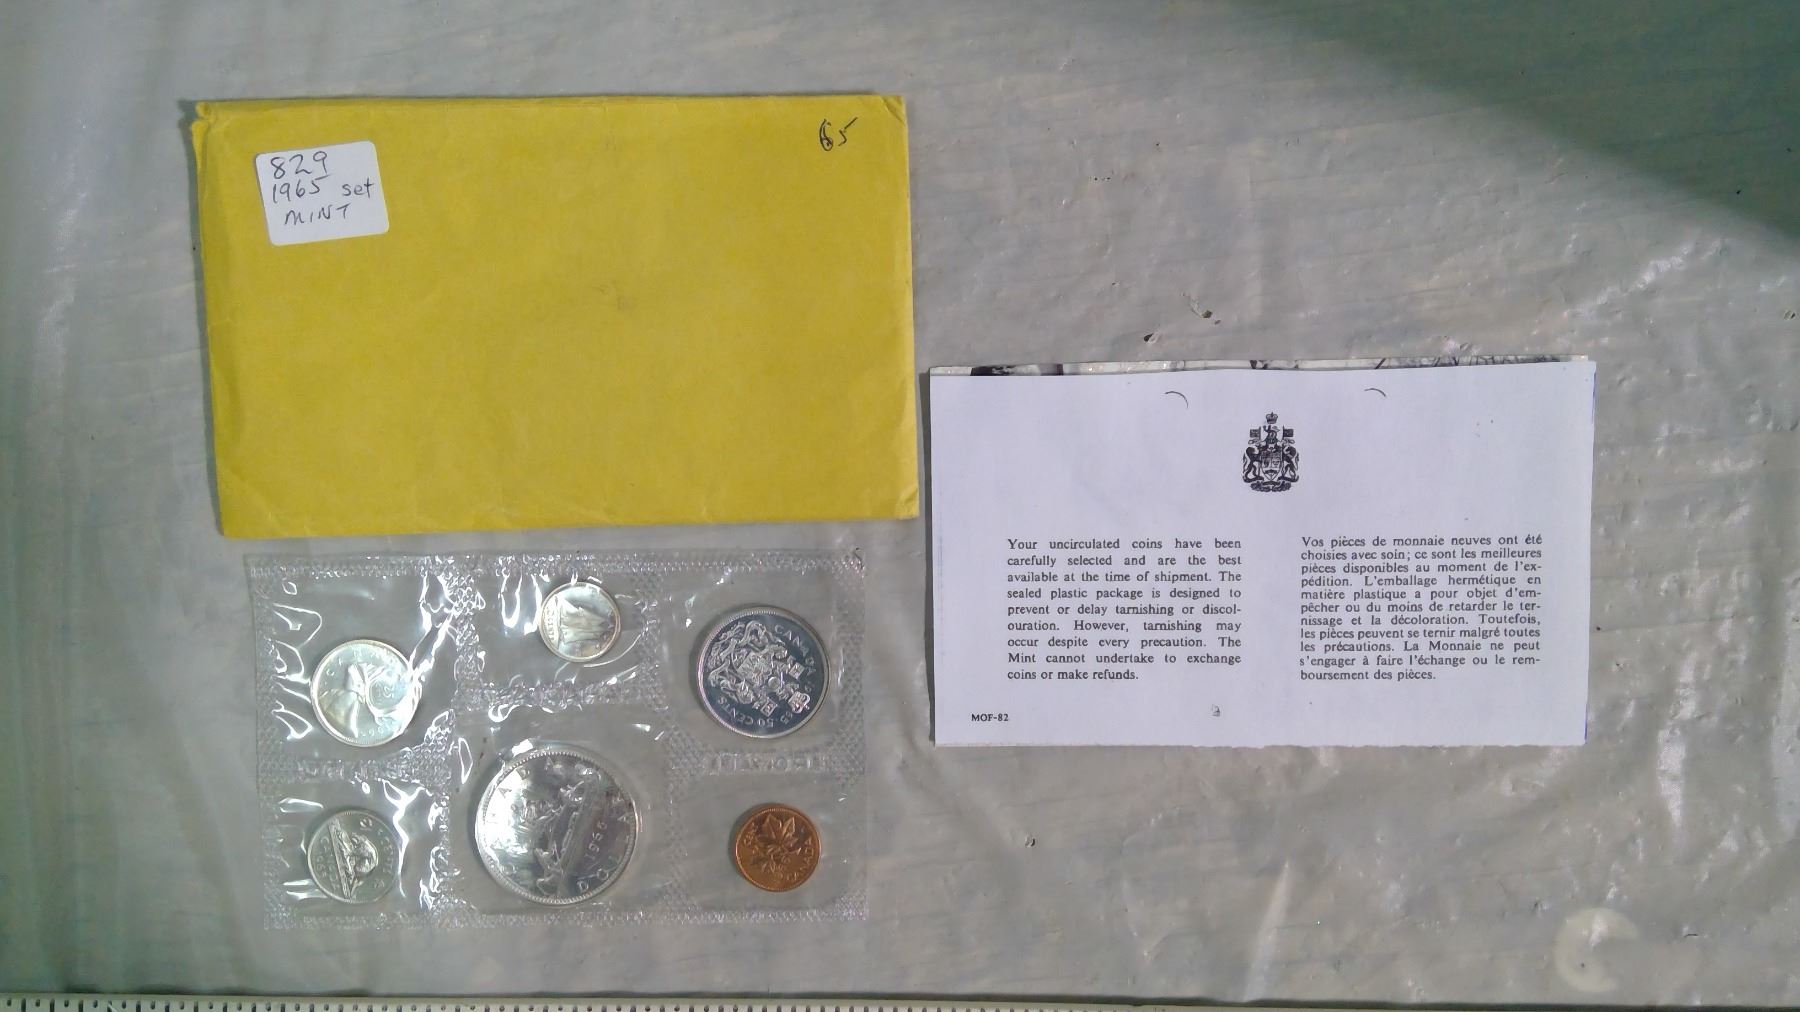 829
1965 set
MINT
65
Your uncirculated coins have been
carefully selected and are the best
available at the time of shipment. The
sealed plastic package is designed to
prevent or delay tarnishing or discol-
ouration. However, tarnishing may
occur despite every precaution. The
Mint cannot undertake to exchange
coins or make refunds.
MOF-82
Vos pièces de monnaie neuves ont été
choisies avec soin; ce sont les meilleures
pièces disponibles au moment de l'ex-
pédition. L'emballage hermétique en
matière plastique a pour objet d'em-
pêcher ou du moins de retarder le ter-
nissage et la décoloration. Toutefois,
les pièces peuvent se ternir malgré toutes
les précautions. La Monnaie ne peut
s'engager à faire l'échange ou le rem-
boursement des pièces.
50 CENTS
CANADA